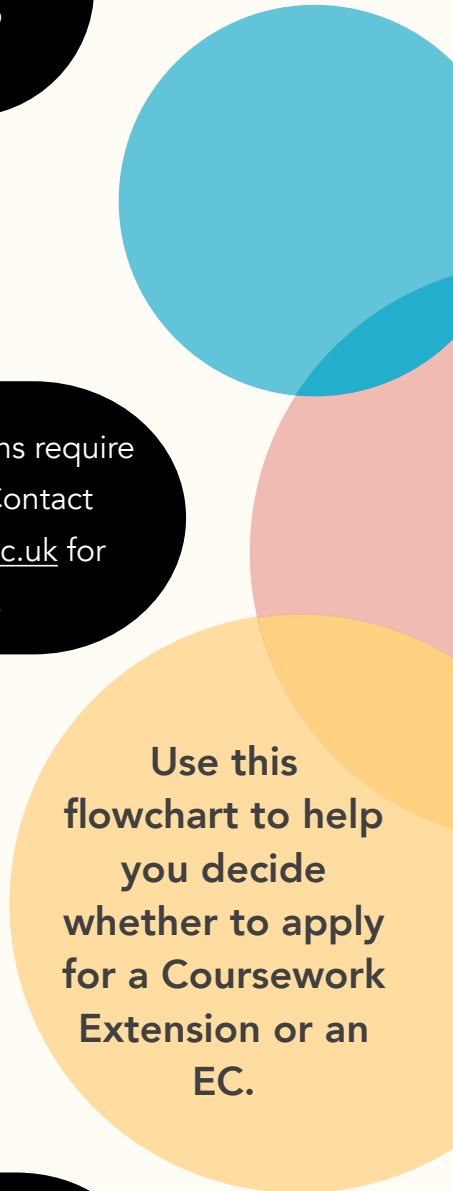 ns require
Contact
c.uk for
Use this
flowchart to help
you decide
whether to apply
for a Coursework
Extension or an
EC.